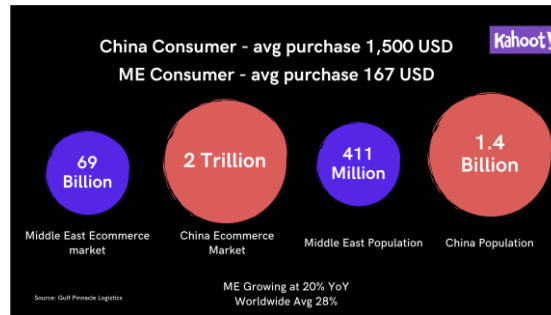 China Consumer - avg purchase 1,500 USD
ME Consumer - avg purchase 167 USD
Kahoot!
69
Billion
2 Trillion
411
Million
1.4
Billion
Middle East Ecommerce
market
China Ecommerce
Market
Middle East Population
China Population
ME Growing at 20% YoY
Worldwide Avg 28%
Source: Gulf Pinnacle Logistics